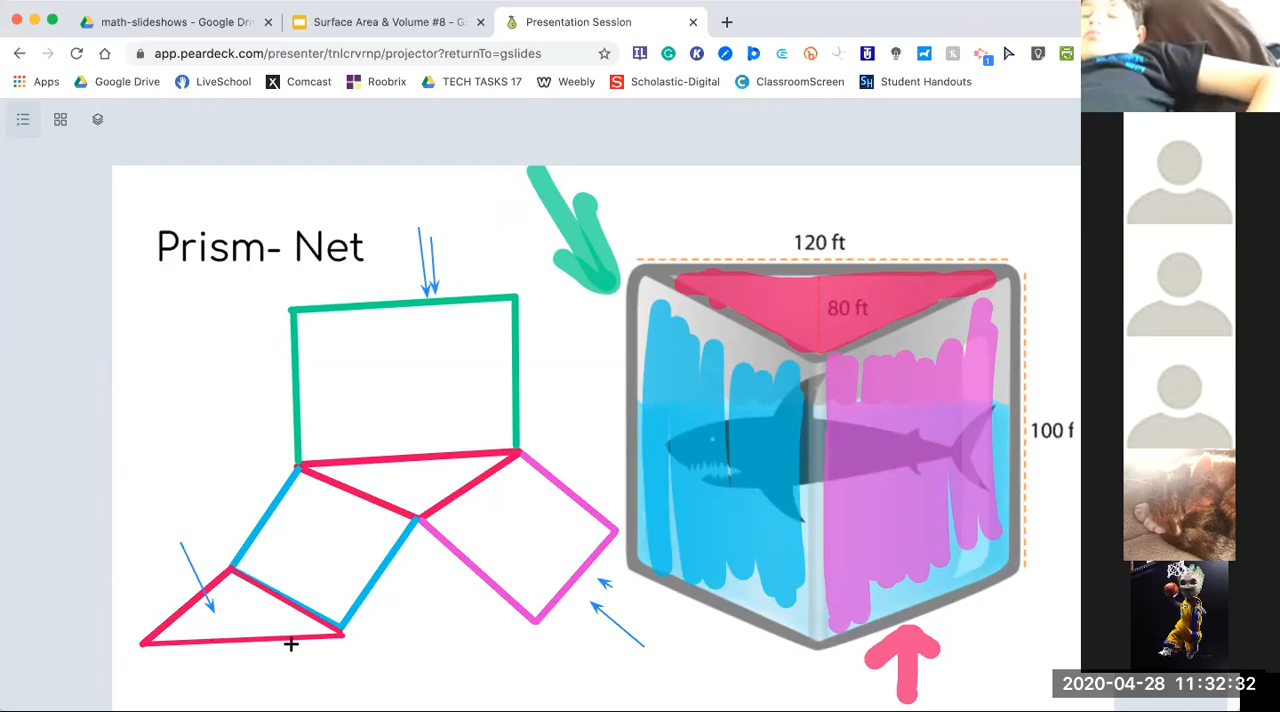 math-slideshows - Google Driv
Surface Area & Volume #8 - G
Presentation Session
app.peardeck.com/presenter/tnlcrvrnp/projector?returnTo=gslides
Apps
Google Drive
LiveSchool
Comcast
Roobrix
TECH TASKS 17
Weebly
Scholastic-Digital
ClassroomScreen
Student Handouts
Prism- Net
120 ft
80 ft
100 f
2020-04-28 11:32:32